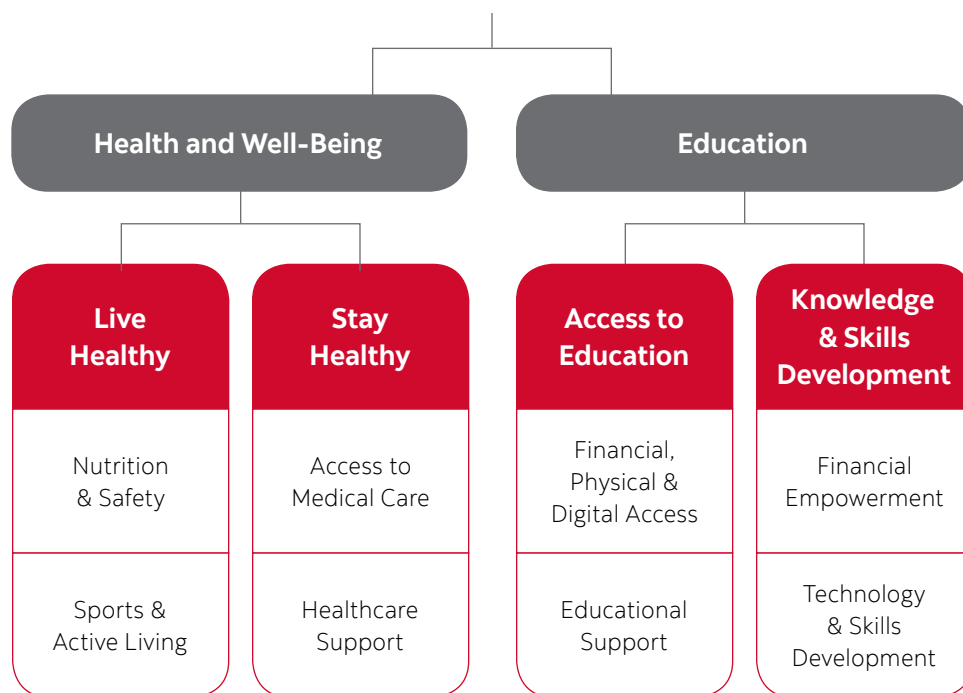 Health and Well-Being
Education
Live
Healthy
Stay
Healthy
Access to
Education
Knowledge
& Skills
Development
Nutrition
& Safety
Access to
Medical Care
Financial,
Physical &
Digital Access
Financial
Empowerment
Sports &
Active Living
Healthcare
Support
Educational
Support
Technology
& Skills
Development